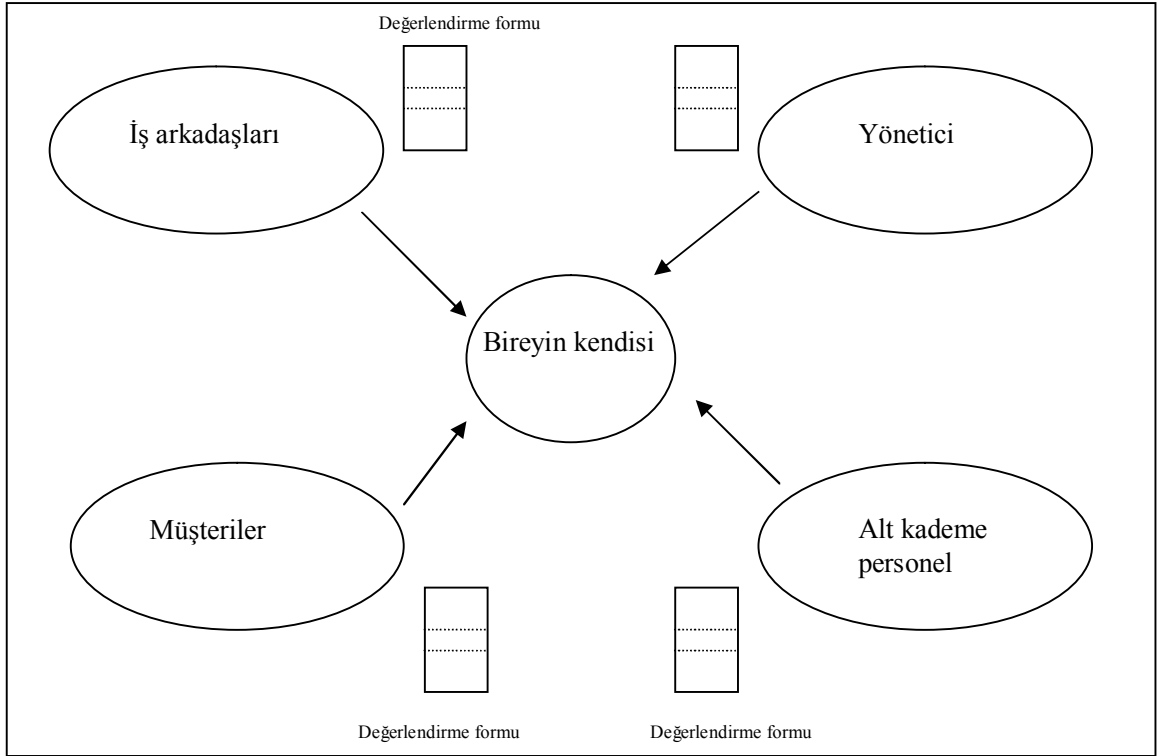 Değerlendirme formu
İş arkadaşları
Yönetici
Bireyin kendisi
Müşteriler
Alt kademe
personel
Değerlendirme formu
Değerlendirme formu